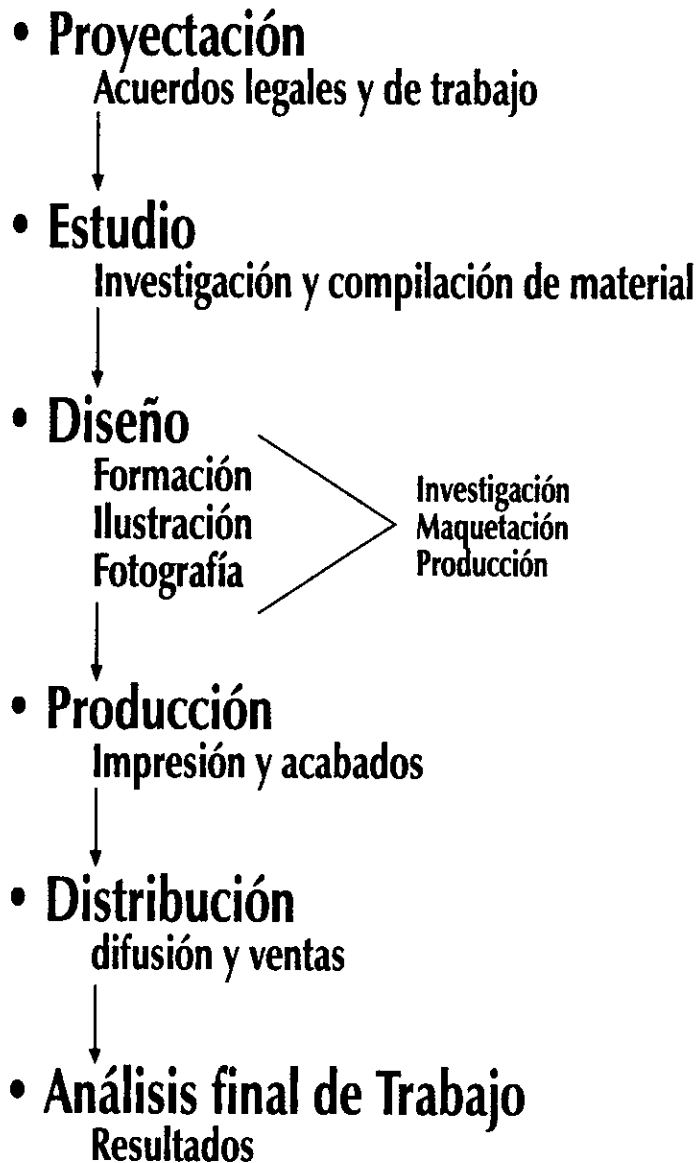 • Proyectación
Acuerdos legales y de trabajo
• Estudio
Investigación y compilación de material
• Diseño
Formación
Ilustración
Fotografía
Investigación
Maquetación
Producción
• Producción
Impresión y acabados
• Distribución
difusión y ventas
• Análisis final de Trabajo
Resultados